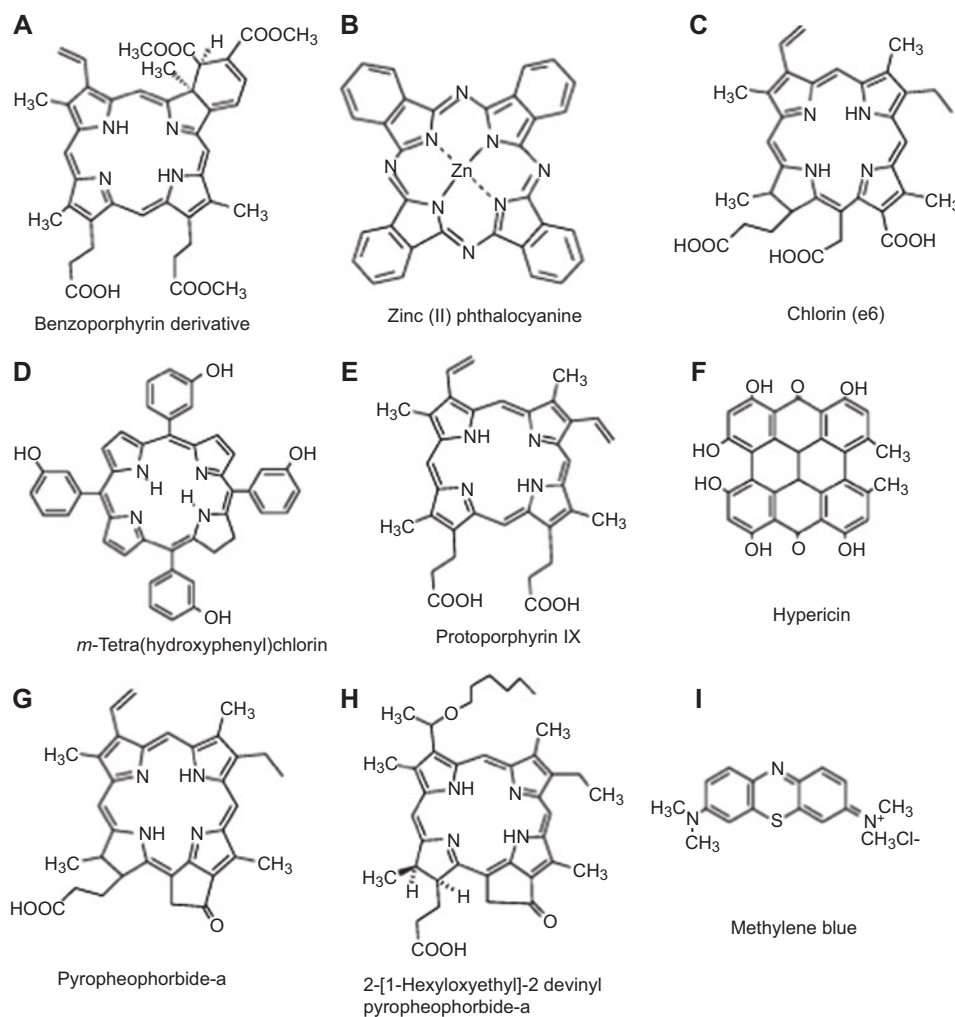 A
H3COOC
H
COOCH3
H3C
H3C
NH
N
N
HN
H3C
CH3
COOH
COOCH3
Benzoporphyrin derivative
B
N
N
N
N
Zn
N
N
N
N
Zinc (II) phthalocyanine
C
CH3
H3C
N
HN
NH
N
H3C
CH3
HOOC
HOOC
COOH
Chlorin (e6)
D
OH
HO
HO
N
H
N
H
N
N
OH
m-Tetra(hydroxyphenyl)chlorin
E
CH3
H3C
NH
N
N
HN
H3C
CH3
COOH
COOH
Protoporphyrin IX
F
OH
O
OH
HO
CH3
HO
CH3
OH
O
OH
Hypericin
G
CH3
H3C
N
HN
NH
N
H3C
CH3
HOOC
O
Pyropheophorbide-a
H
H3C
O
CH3
H3C
NH
N
CH3
N
HN
H3C
H
H
CH3
O
COOH
2-[1-Hexyloxyethyl]-2 devinyl
pyropheophorbide-a
I
N
H3C
N
CH3
S
CH3
N+
CH3Cl-
Methylene blue